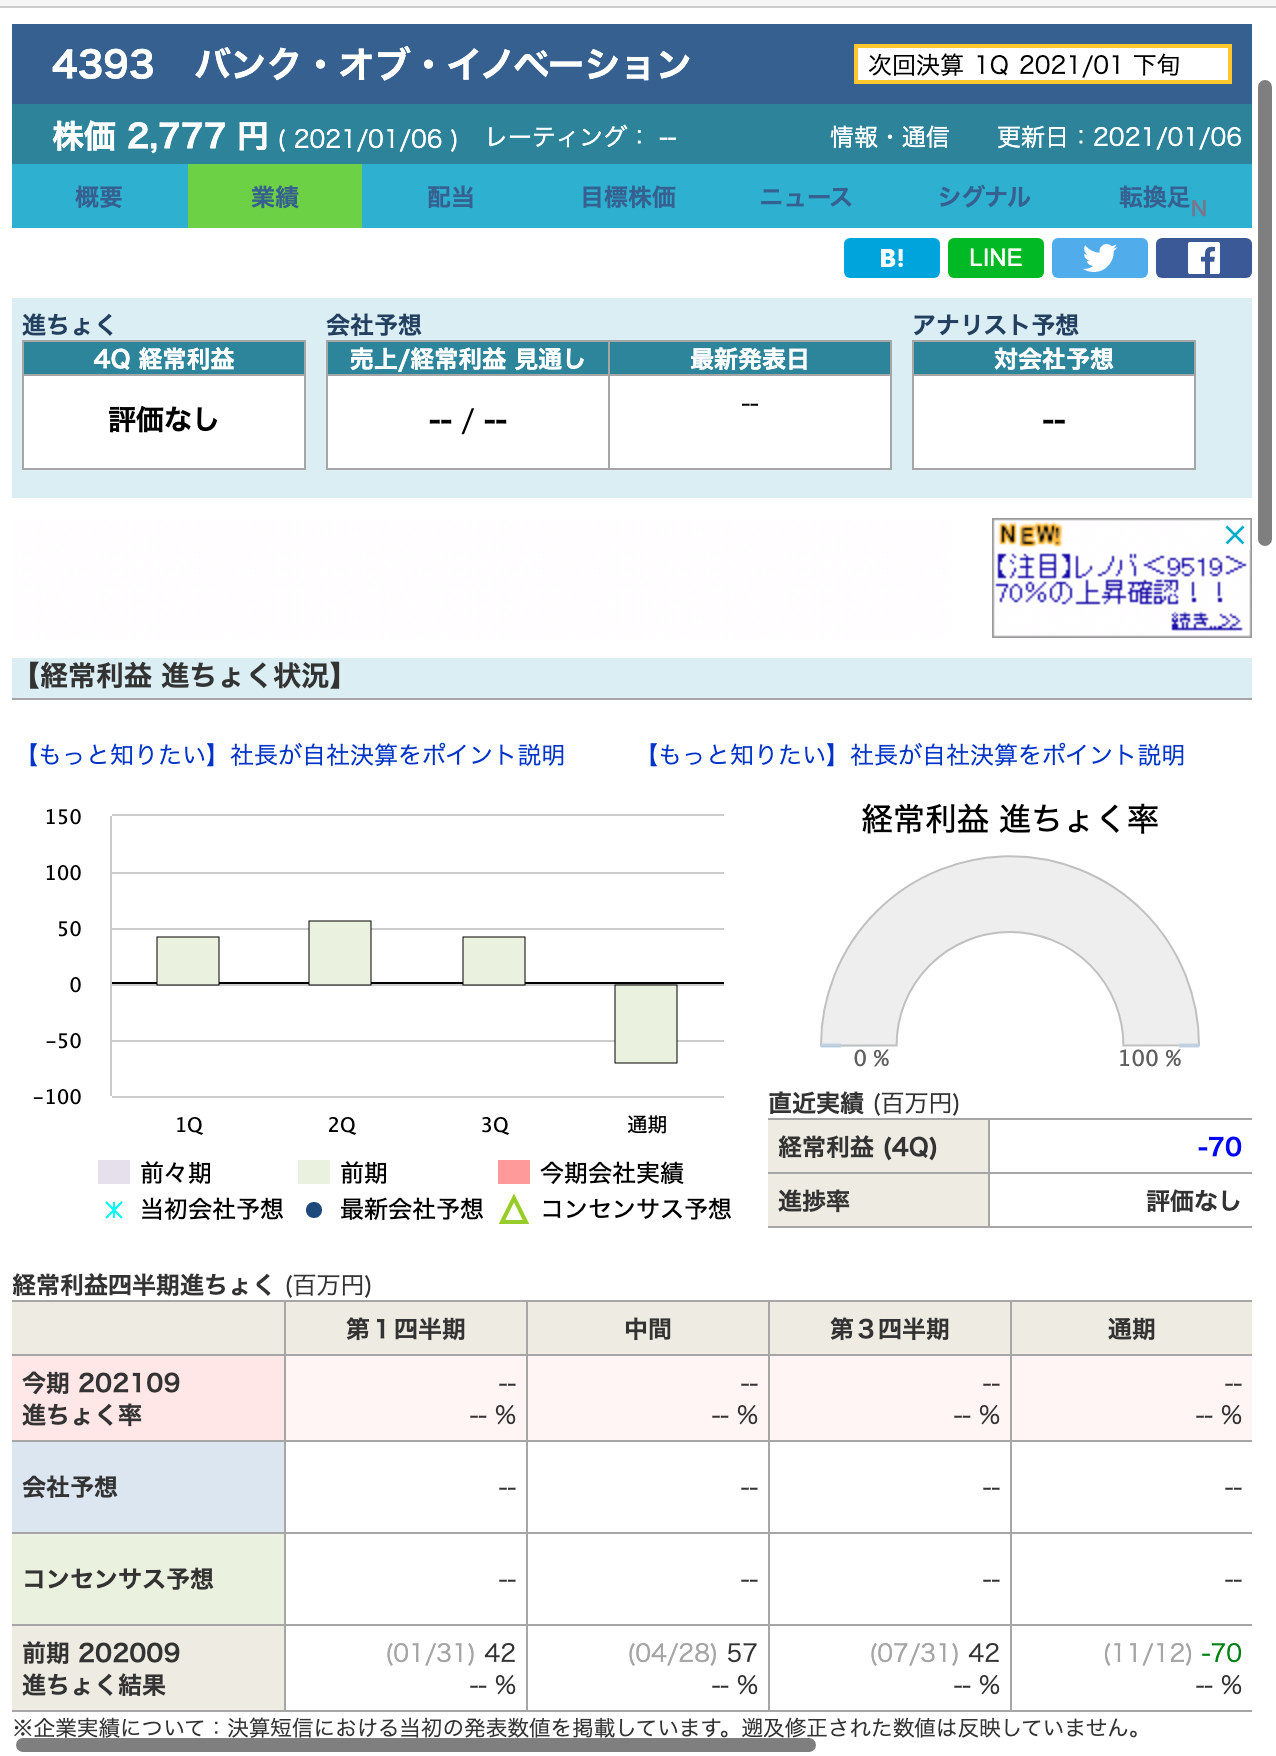 4393 バンク・オブ・イノベーション
次回決算 1Q 2021/01 下旬
株価 2,777 円 ( 2021/01/06 ) レーティング： -- 情報・通信 更新日：2021/01/06
概要 業績 配当 目標株価 ニュース シグナル 転換足N
B! LINE
進ちょく 会社予想 アナリスト予想
4Q 経常利益 売上/経常利益 見通し 最新発表日 対会社予想
評価なし -- / -- -- --
NEW!
【注目】レノバ<9519>
70%の上昇確認！！
続き..>>
【経常利益 進ちょく状況】
【もっと知りたい】社長が自社決算をポイント説明 【もっと知りたい】社長が自社決算をポイント説明
経常利益 進ちょく率
150
100
50
0
-50
-100
1Q 2Q 3Q 通期
0 % 100 %
前々期 前期 今期会社実績
当初会社予想 最新会社予想 コンセンサス予想
直近実績 (百万円)
経常利益 (4Q) -70
進捗率 評価なし
経常利益四半期進ちょく (百万円)
第１四半期 中間 第３四半期 通期
今期 202109 -- -- -- --
進ちょく率 -- % -- % -- % -- %
会社予想 -- -- -- --
コンセンサス予想 -- -- -- --
前期 202009 (01/31) 42 (04/28) 57 (07/31) 42 (11/12) -70
進ちょく結果 -- % -- % -- % -- %
※企業実績について：決算短信における当初の発表数値を掲載しています。遡及修正された数値は反映していません。